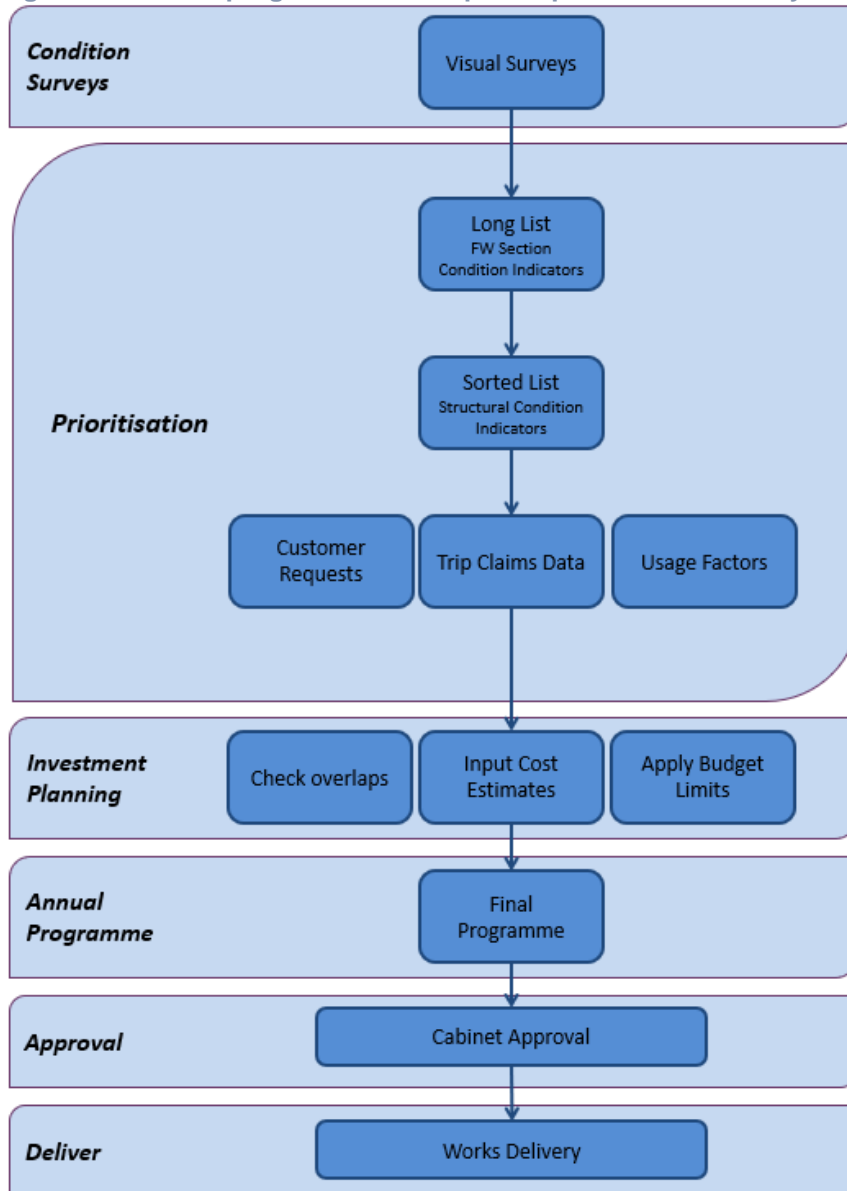 Condition
Surveys
Visual Surveys
Long List
FW Section
Condition Indicators
Sorted List
Structural Condition
Indicators
Prioritisation
Customer
Requests
Trip Claims Data
Usage Factors
Investment
Planning
Check overlaps
Input Cost
Estimates
Apply Budget
Limits
Annual
Programme
Final
Programme
Approval
Cabinet Approval
Deliver
Works Delivery